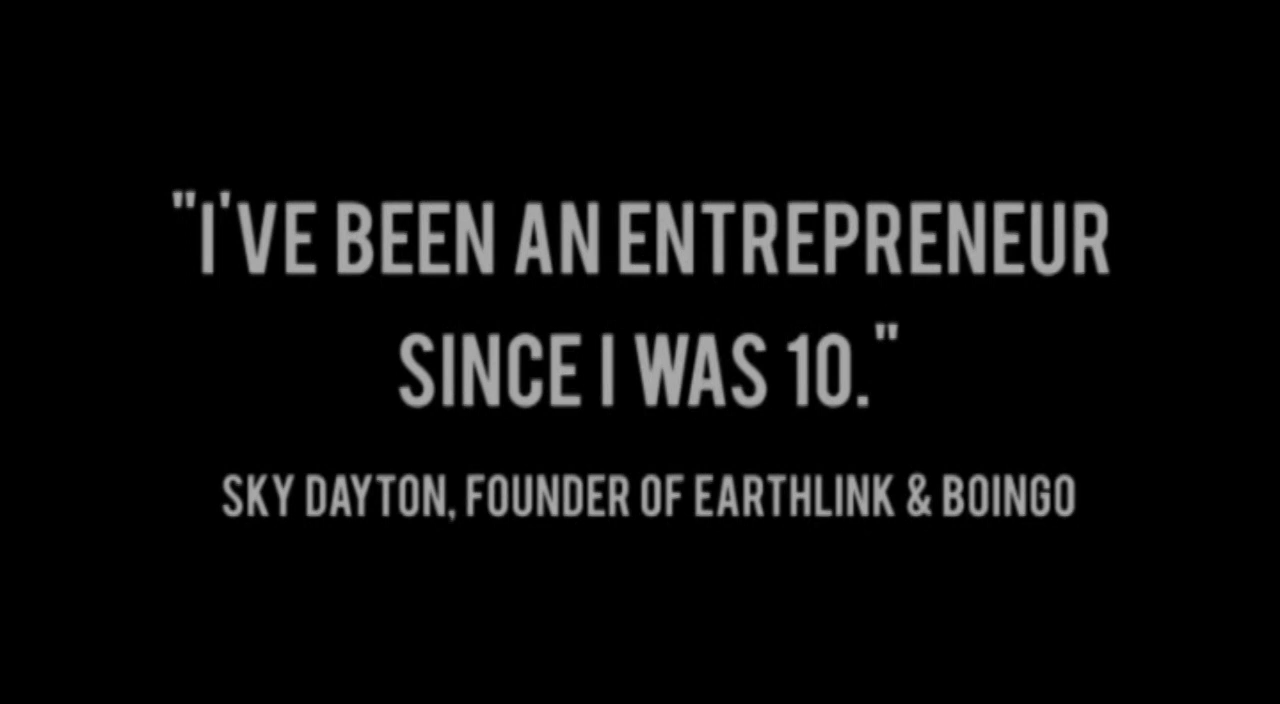 "I'VE BEEN AN ENTREPRENEUR
SINCE I WAS 10."
SKY DAYTON, FOUNDER OF EARTHLINK & BOINGO